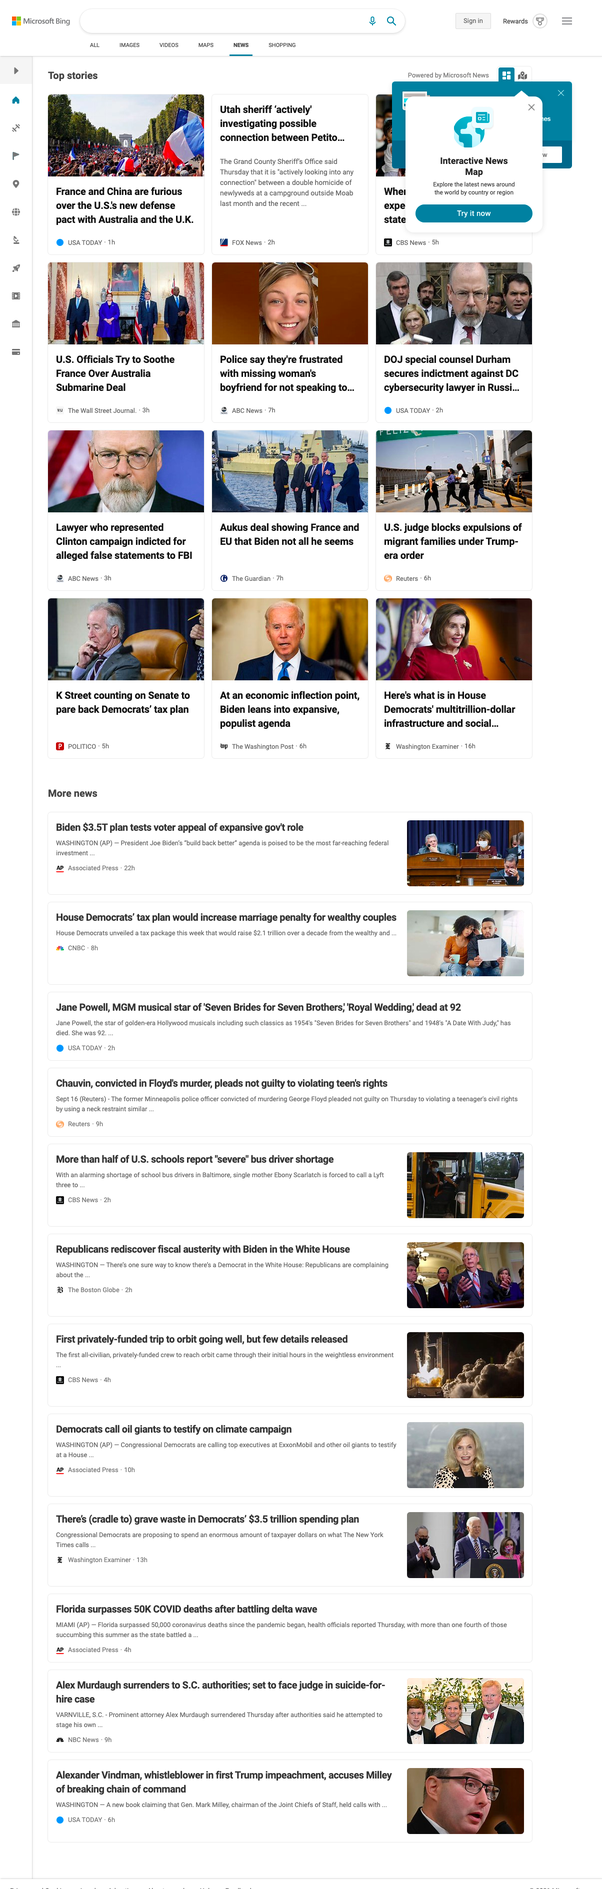 Microsoft Bing
Sign in
Rewards
ALL
IMAGES
VIDEOS
MAPS
NEWS
SHOPPING
Top stories
Powered by Microsoft News
Interactive News
Map
Explore the latest news around
the world by country or region
Try it now
France and China are furious
over the U.S.'s new defense
pact with Australia and the U.K.
USA TODAY · 1h
Utah sheriff 'actively'
investigating possible
connection between Petito...
The Grand County Sheriff's Office said
Thursday that it is "actively looking into any
connection" between a double homicide of
newlyweds at a campground outside Moab
last month and the recent ...
FOX News · 2h
expe
state
CBS News · 5h
U.S. Officials Try to Soothe
France Over Australia
Submarine Deal
The Wall Street Journal. · 3h
Police say they're frustrated
with missing woman's
boyfriend for not speaking to...
ABC News · 7h
DOJ special counsel Durham
secures indictment against DC
cybersecurity lawyer in Russi...
USA TODAY · 2h
Lawyer who represented
Clinton campaign indicted for
alleged false statements to FBI
ABC News · 3h
Aukus deal showing France and
EU that Biden not all he seems
The Guardian · 7h
U.S. judge blocks expulsions of
migrant families under Trump-
era order
Reuters · 6h
K Street counting on Senate to
pare back Democrats' tax plan
POLITICO · 5h
At an economic inflection point,
Biden leans into expansive,
populist agenda
The Washington Post · 6h
Here's what is in House
Democrats' multitrillion-dollar
infrastructure and social...
Washington Examiner · 16h
More news
Biden $3.5T plan tests voter appeal of expansive gov't role
WASHINGTON (AP) — President Joe Biden's "build back better" agenda is poised to be the most far-reaching federal
investment ...
Associated Press · 22h
House Democrats' tax plan would increase marriage penalty for wealthy couples
House Democrats unveiled a tax package this week that would raise $2.1 trillion over a decade from the wealthy and ...
CNBC · 8h
Jane Powell, MGM musical star of 'Seven Brides for Seven Brothers,' 'Royal Wedding,' dead at 92
Jane Powell, the star of golden-era Hollywood musicals including such classics as 1954's "Seven Brides for Seven Brothers" and 1948's "A Date With Judy," has
died. She was 92. ...
USA TODAY · 2h
Chauvin, convicted in Floyd's murder, pleads not guilty to violating teen's rights
Sept 16 (Reuters) - The former Minneapolis police officer convicted of murdering George Floyd pleaded not guilty on Thursday to violating a teenager's civil rights
by using a neck restraint similar ...
Reuters · 9h
More than half of U.S. schools report "severe" bus driver shortage
With an alarming shortage of school bus drivers in Baltimore, single mother Ebony Scarlatch is forced to call a Lyft
three to ...
CBS News · 2h
Republicans rediscover fiscal austerity with Biden in the White House
WASHINGTON — There's one sure way to know there's a Democrat in the White House: Republicans are complaining
about the ...
The Boston Globe · 2h
First privately-funded trip to orbit going well, but few details released
The first all-civilian, privately-funded crew to reach orbit came through their initial hours in the weightless environment
...
CBS News · 4h
Democrats call oil giants to testify on climate campaign
WASHINGTON (AP) — Congressional Democrats are calling top executives at ExxonMobil and other oil giants to testify
at a House ...
Associated Press · 10h
There's (cradle to) grave waste in Democrats' $3.5 trillion spending plan
Congressional Democrats are proposing to spend an enormous amount of taxpayer dollars on what The New York
Times calls ...
Washington Examiner · 13h
Florida surpasses 50K COVID deaths after battling delta wave
MIAMI (AP) — Florida surpassed 50,000 coronavirus deaths since the pandemic began, health officials reported Thursday, with more than one fourth of those
succumbing this summer as the state battled a ...
Associated Press · 4h
Alex Murdaugh surrenders to S.C. authorities; set to face judge in suicide-for-
hire case
VARNVILLE, S.C. - Prominent attorney Alex Murdaugh surrendered Thursday after authorities said he attempted to
stage his own ...
NBC News · 9h
Alexander Vindman, whistleblower in first Trump impeachment, accuses Milley
of breaking chain of command
WASHINGTON — A new book claiming that Gen. Mark Milley, chairman of the Joint Chiefs of Staff, held calls with ...
USA TODAY · 6h